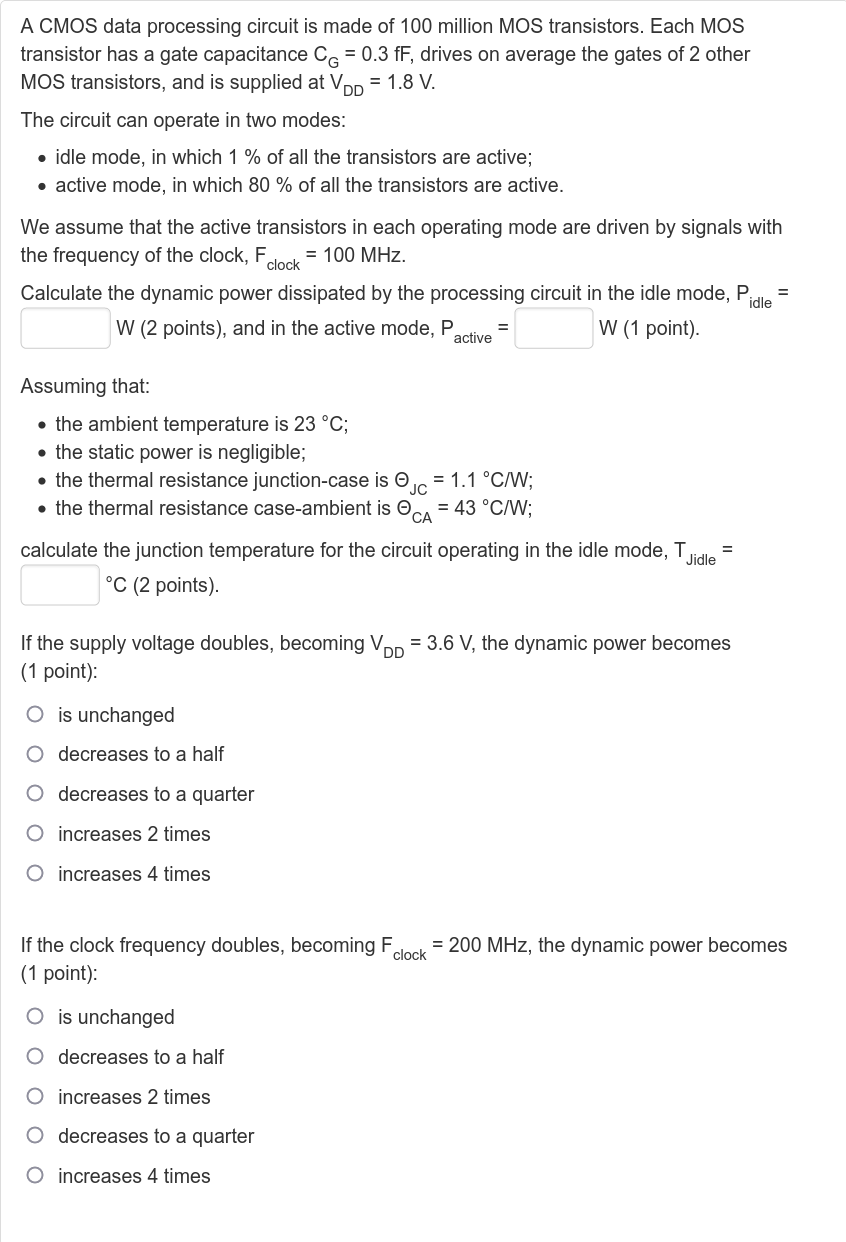 A CMOS data processing circuit is made of 100 million MOS transistors. Each MOS
transistor has a gate capacitance CG = 0.3 fF, drives on average the gates of 2 other
MOS transistors, and is supplied at VDD = 1.8 V.
The circuit can operate in two modes:
• idle mode, in which 1 % of all the transistors are active;
• active mode, in which 80 % of all the transistors are active.
We assume that the active transistors in each operating mode are driven by signals with
the frequency of the clock, Fclock = 100 MHz.
Calculate the dynamic power dissipated by the processing circuit in the idle mode, Pidle =
W (2 points), and in the active mode, Pactive = W (1 point).
Assuming that:
• the ambient temperature is 23 °C;
• the static power is negligible;
• the thermal resistance junction-case is ΘJC = 1.1 °C/W;
• the thermal resistance case-ambient is ΘCA = 43 °C/W;
calculate the junction temperature for the circuit operating in the idle mode, TJidle =
°C (2 points).
If the supply voltage doubles, becoming VDD = 3.6 V, the dynamic power becomes
(1 point):
is unchanged
decreases to a half
decreases to a quarter
increases 2 times
increases 4 times
If the clock frequency doubles, becoming Fclock = 200 MHz, the dynamic power becomes
(1 point):
is unchanged
decreases to a half
increases 2 times
decreases to a quarter
increases 4 times